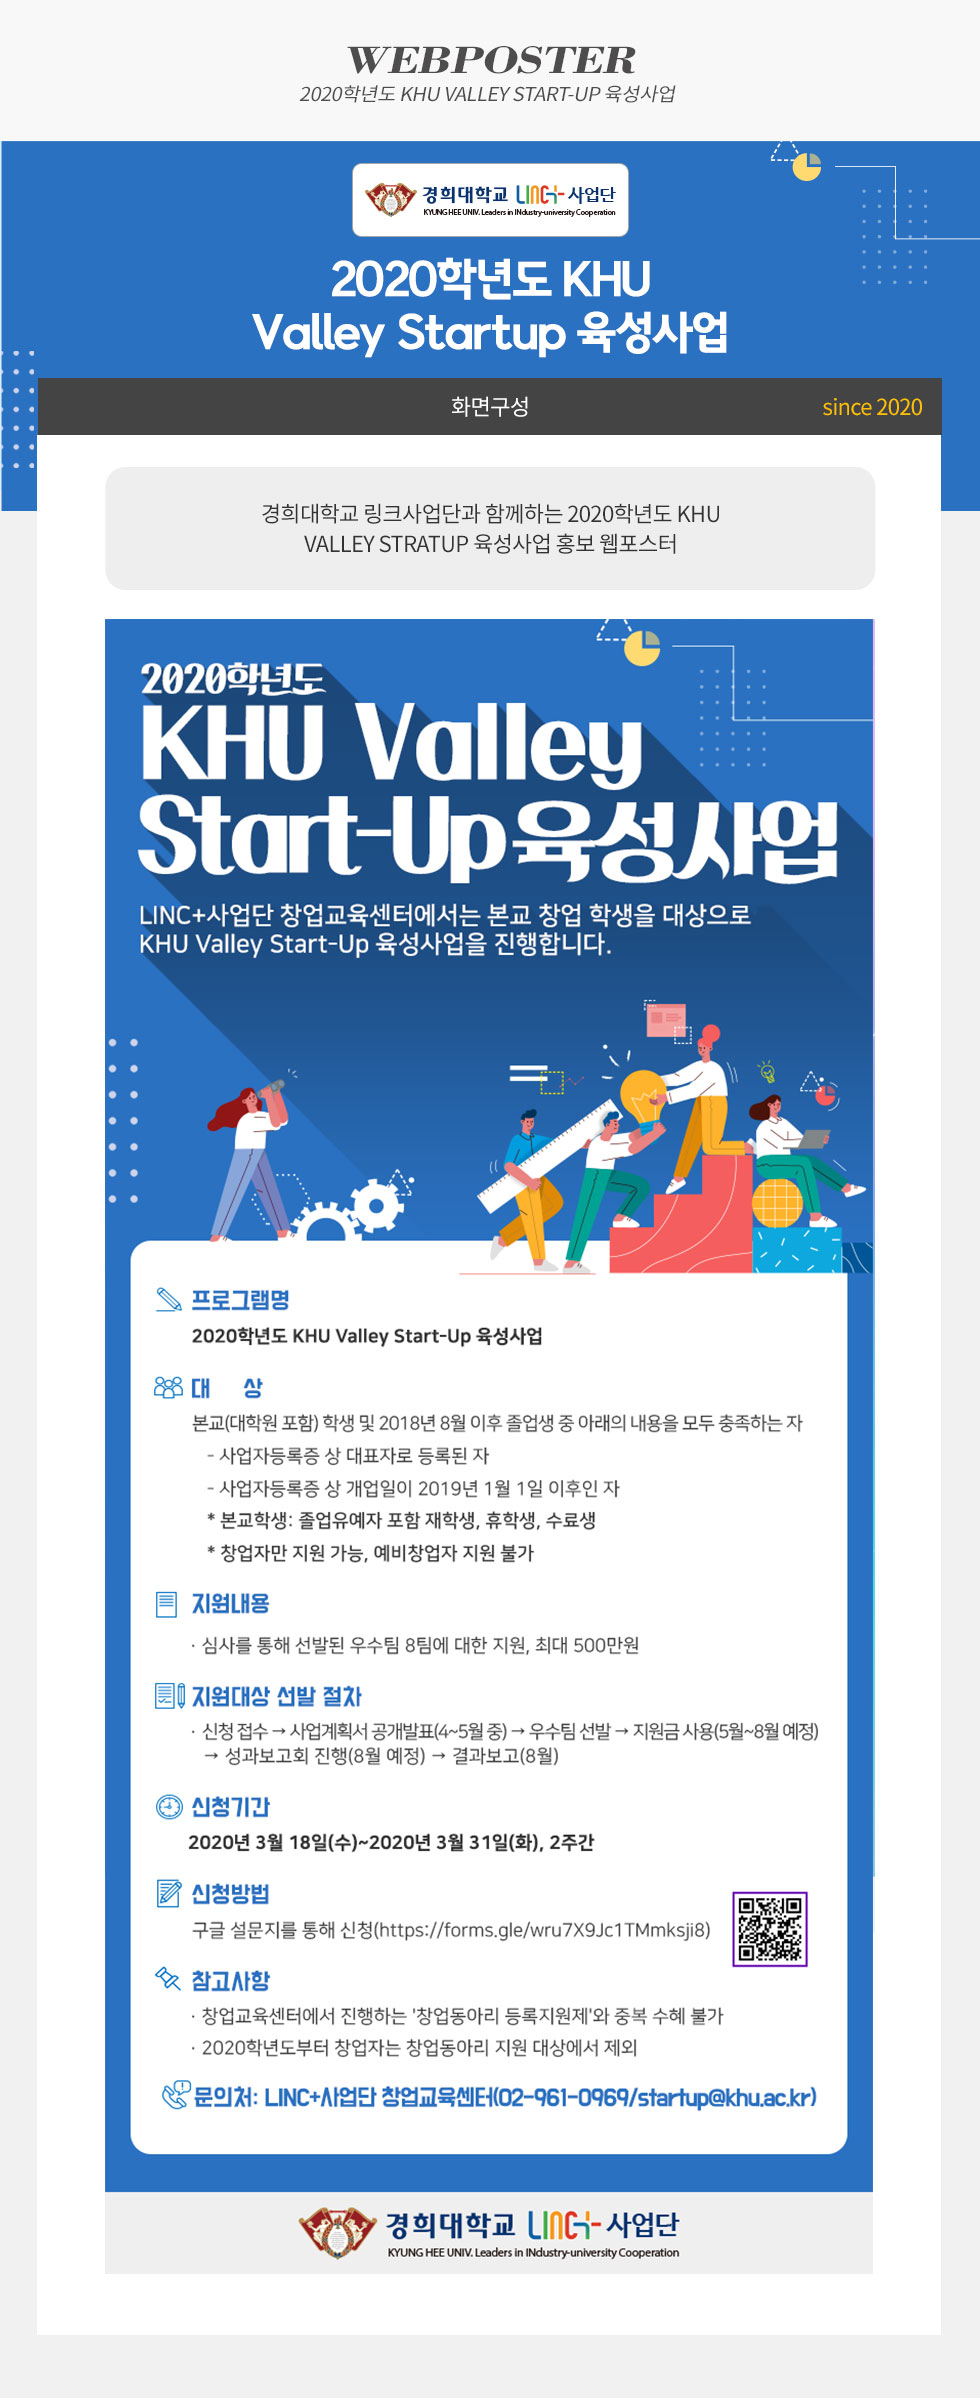 WEBPOSTER
2020학년도 KHU VALLEY START-UP 육성사업
경희대학교 LINC+ 사업단
KYUNG HEE UNIV. Leaders in INdustry-university Cooperation
2020학년도 KHU
Valley Startup 육성사업
화면구성
since 2020
경희대학교 링크사업단과 함께하는 2020학년도 KHU
VALLEY STRATUP 육성사업 홍보 웹포스터
2020학년도
KHU Valley
Start-Up 육성사업
LINC+사업단 창업교육센터에서는 본교 창업 학생을 대상으로
KHU Valley Start-Up 육성사업을 진행합니다.
프로그램명
2020학년도 KHU Valley Start-Up 육성사업
대 상
본교(대학원 포함) 학생 및 2018년 8월 이후 졸업생 중 아래의 내용을 모두 충족하는 자
- 사업자등록증 상 대표자로 등록된 자
- 사업자등록증 상 개업일이 2019년 1월 1일 이후인 자
* 본교학생: 졸업유예자 포함 재학생, 휴학생, 수료생
* 창업자만 지원 가능, 예비창업자 지원 불가
지원내용
· 심사를 통해 선발된 우수팀 8팀에 대한 지원, 최대 500만원
지원대상 선발 절차
· 신청 접수 → 사업계획서 공개발표(4~5월 중) → 우수팀 선발 → 지원금 사용(5월~8월 예정)
→ 성과보고회 진행(8월 예정) → 결과보고(8월)
신청기간
2020년 3월 18일(수)~2020년 3월 31일(화), 2주간
신청방법
구글 설문지를 통해 신청(https://forms.gle/wru7X9Jc1TMmksji8)
참고사항
· 창업교육센터에서 진행하는 '창업동아리 등록지원제'와 중복 수혜 불가
· 2020학년도부터 창업자는 창업동아리 지원 대상에서 제외
문의처: LINC+사업단 창업교육센터(02-961-0969/startup@khu.ac.kr)
경희대학교 LINC+ 사업단
KYUNG HEE UNIV. Leaders in INdustry-university Cooperation